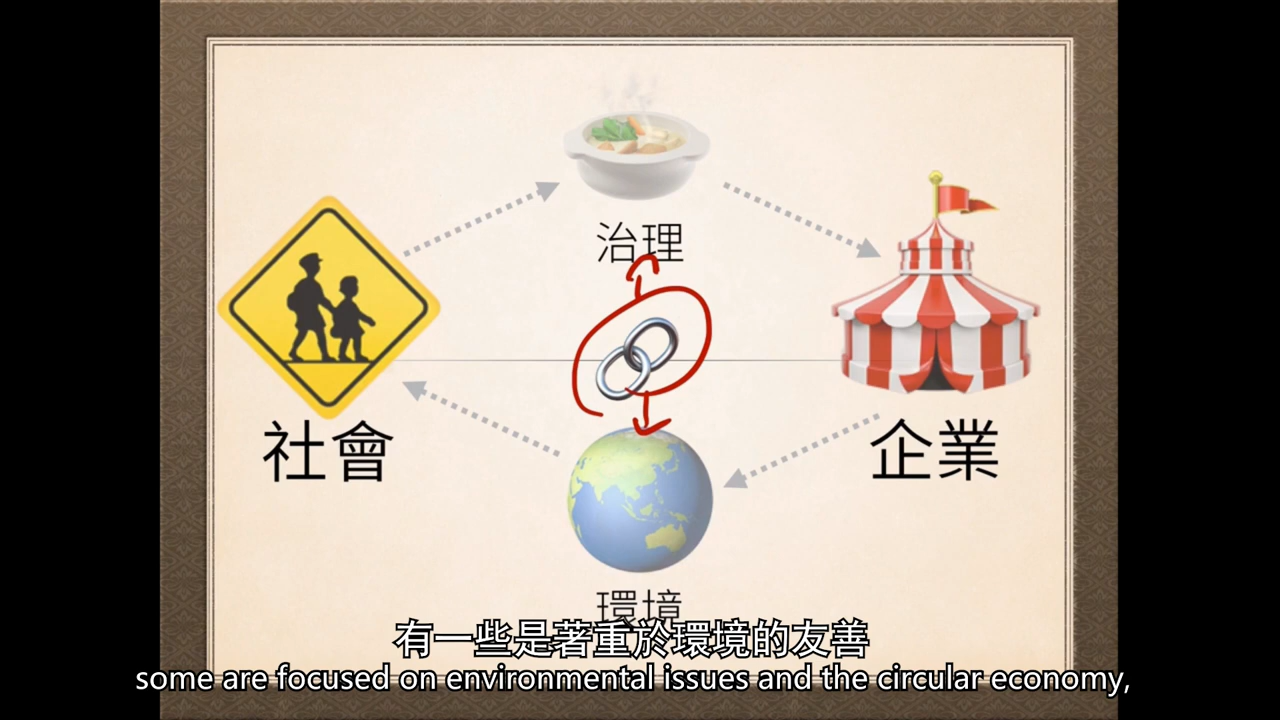 治理
社會
企業
環境
有一些是著重於環境的友善
some are focused on environmental issues and the circular economy,